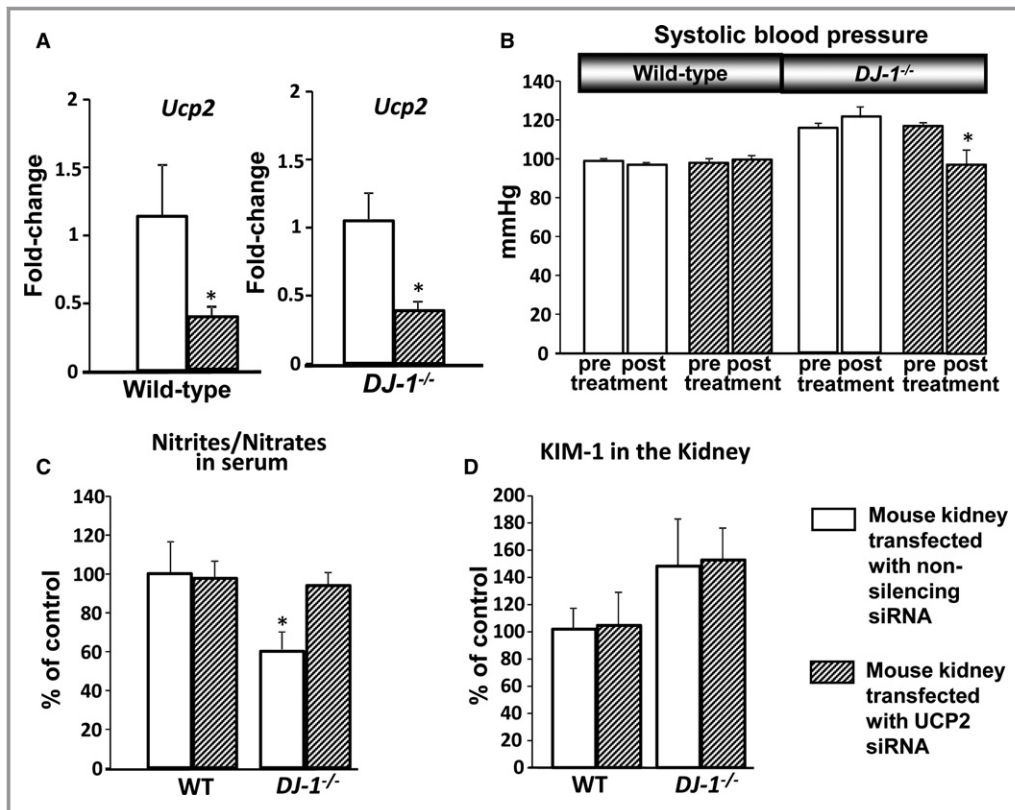 A
Ucp2
Fold-change
2
1.5
1
0.5
0
*
Wild-type
Ucp2
Fold-change
2
1.5
1
0.5
0
*
DJ-1-/-
B
Systolic blood pressure
Wild-type
DJ-1-/-
mmHg
140
120
100
80
60
40
20
0
*
pre post pre post pre post pre post
treatment treatment treatment treatment
C
Nitrites/Nitrates
in serum
% of control
140
120
100
80
60
40
20
0
*
WT DJ-1-/-
D
KIM-1 in the Kidney
% of control
200
180
160
140
120
100
80
60
40
20
0
WT DJ-1-/-
Mouse kidney
transfected
with non-
silencing
siRNA
Mouse kidney
transfected
with UCP2
siRNA